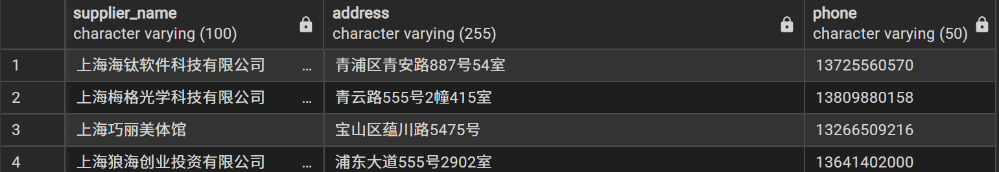 supplier_name address phone
character varying (100) character varying (255) character varying (50)
1 上海海钛软件科技有限公司 ... 青浦区青安路887号54室 13725560570
2 上海梅格光学科技有限公司 ... 青云路555号2幢415室 13809880158
3 上海巧丽美体馆 宝山区蕴川路5475号 13266509216
4 上海狼海创业投资有限公司 ... 浦东大道555号2902室 13641402000